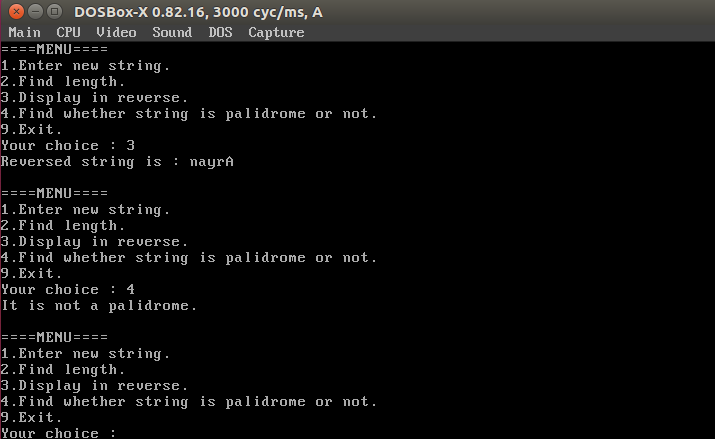 DOSBox-X 0.82.16, 3000 cyc/ms, A
Main CPU Video Sound DOS Capture
====MENU====
1.Enter new string.
2.Find length.
3.Display in reverse.
4.Find whether string is palidrome or not.
9.Exit.
Your choice : 3
Reversed string is : nayrA
====MENU====
1.Enter new string.
2.Find length.
3.Display in reverse.
4.Find whether string is palidrome or not.
9.Exit.
Your choice : 4
It is not a palidrome.
====MENU====
1.Enter new string.
2.Find length.
3.Display in reverse.
4.Find whether string is palidrome or not.
9.Exit.
Your choice :